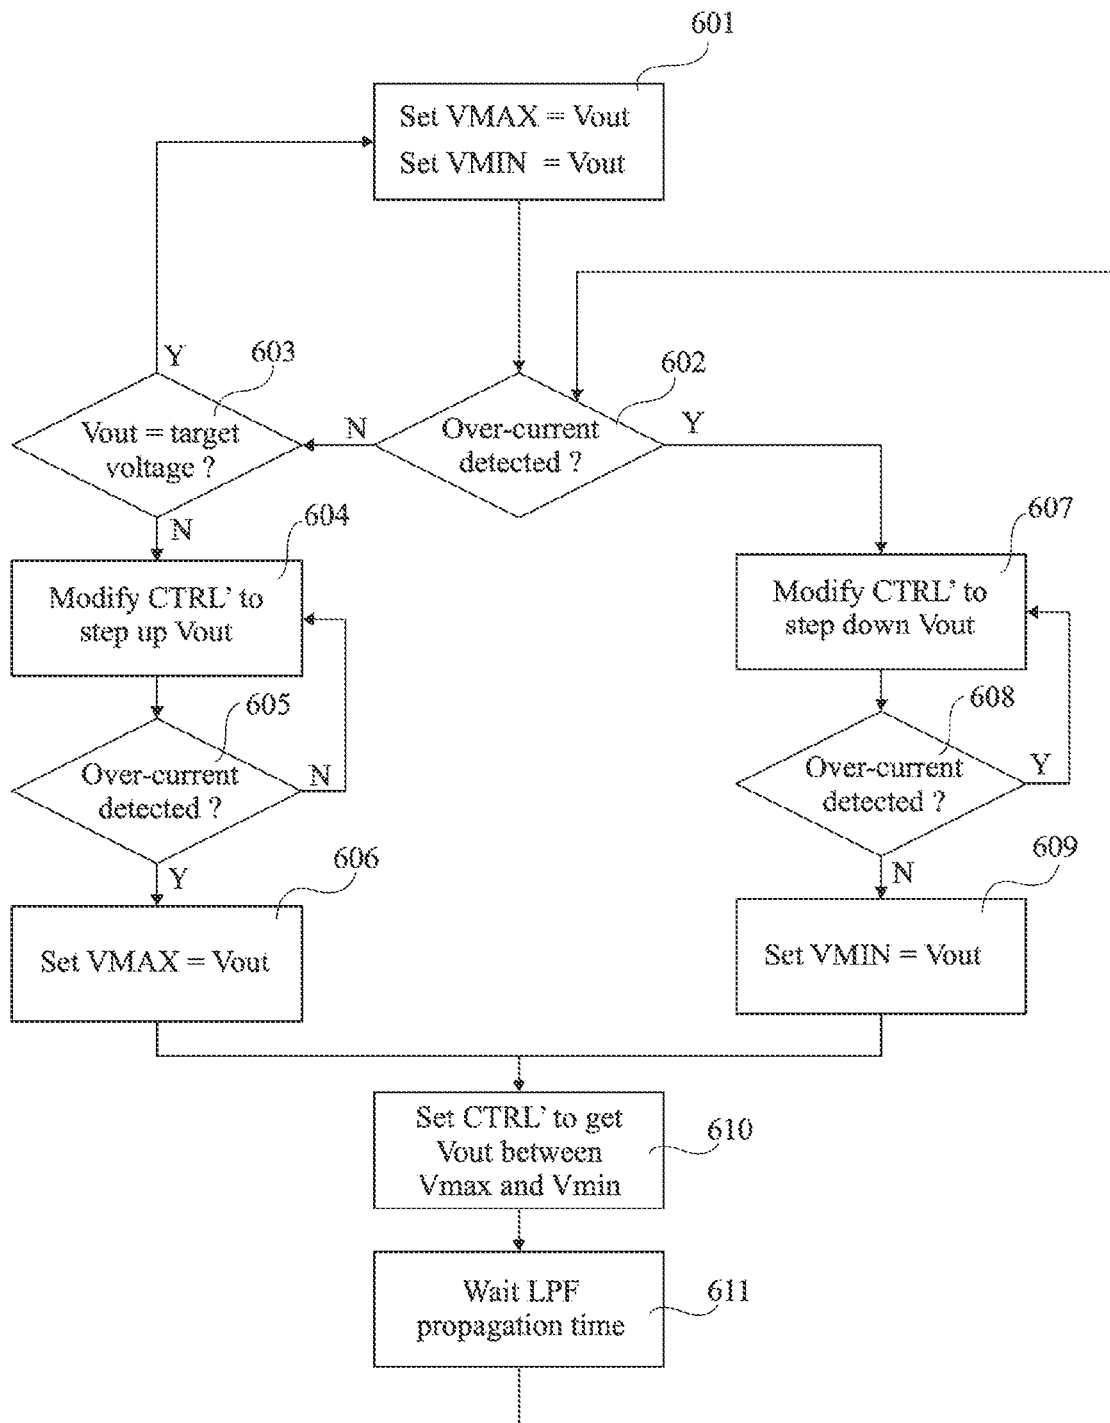 601
Set VMAX = Vout
Set VMIN = Vout
603
Y
602
Vout = target
voltage ?
N
Over-current
detected ?
Y
N
604
607
Modify CTRL' to
step up Vout
Modify CTRL' to
step down Vout
605
608
Over-current
detected ?
N
Over-current
detected ?
Y
Y
606
N
609
Set VMAX = Vout
Set VMIN = Vout
Set CTRL' to get
Vout between
Vmax and Vmin
610
Wait LPF
propagation time
611